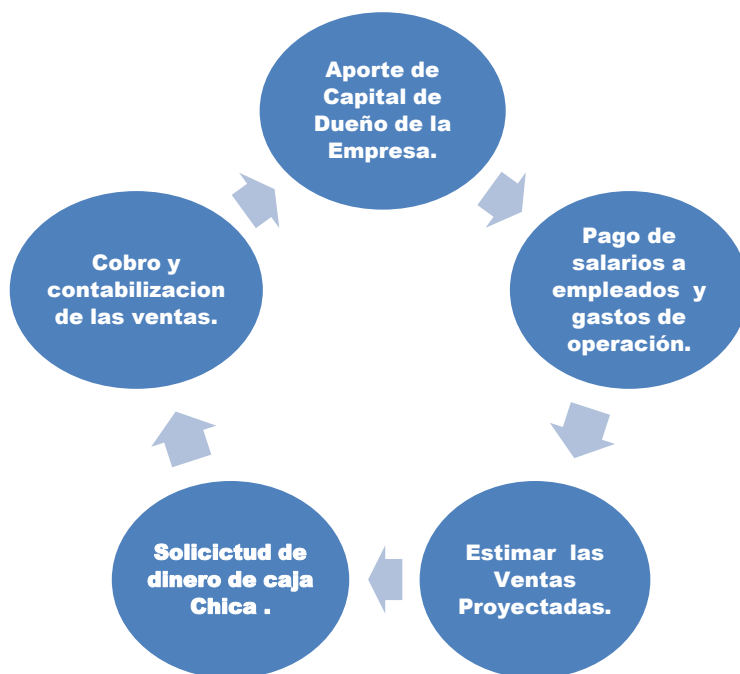 Aporte de
Capital de
Dueño de la
Empresa.
Pago de
salarios a
empleados y
gastos de
operación.
Estimar las
Ventas
Proyectadas.
Solicictud de
dinero de caja
Chica .
Cobro y
contabilizacion
de las ventas.